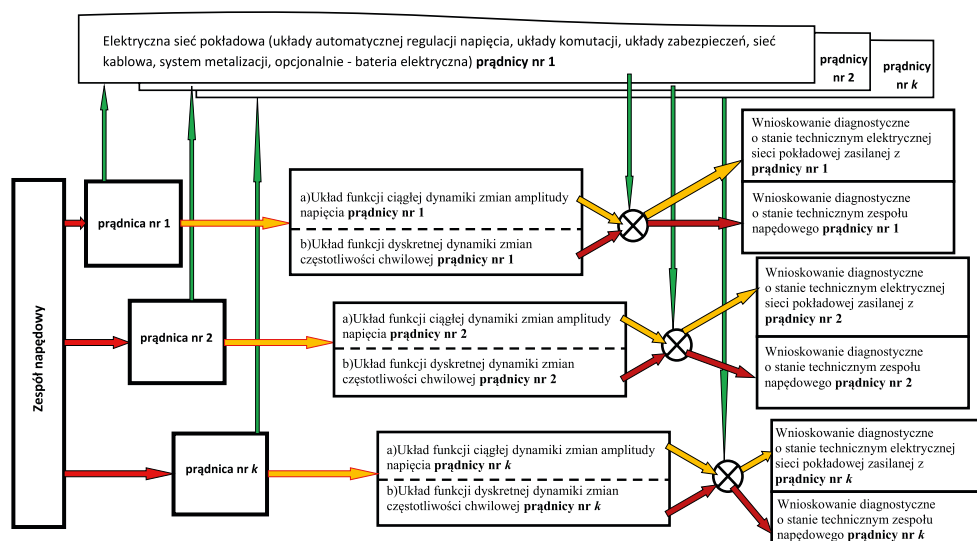 Elektryczna sieć pokładowa (układy automatycznej regulacji napięcia, układy komutacji, układy zabezpieczeń, sieć
kablowa, system metalizacji, opcjonalnie - bateria elektryczna) prądnicy nr 1
prądnicy
nr 2
prądnicy
nr k
Zespół napędowy
prądnica nr 1
a)Układ funkcji ciągłej dynamiki zmian amplitudy
napięcia prądnicy nr 1
b)Układ funkcji dyskretnej dynamiki zmian
częstotliwości chwilowej prądnicy nr 1
Wnioskowanie diagnostyczne
o stanie technicznym elektrycznej
sieci pokładowej zasilanej z
prądnicy nr 1
Wnioskowanie diagnostyczne
o stanie technicznym zespołu
napędowego prądnicy nr 1
prądnica nr 2
a)Układ funkcji ciągłej dynamiki zmian amplitudy
napięcia prądnicy nr 2
b)Układ funkcji dyskretnej dynamiki zmian
częstotliwości chwilowej prądnicy nr 2
Wnioskowanie diagnostyczne
o stanie technicznym elektrycznej
sieci pokładowej zasilanej z
prądnicy nr 2
Wnioskowanie diagnostyczne
o stanie technicznym zespołu
napędowego prądnicy nr 2
prądnica nr k
a)Układ funkcji ciągłej dynamiki zmian amplitudy
napięcia prądnicy nr k
b)Układ funkcji dyskretnej dynamiki zmian
częstotliwości chwilowej prądnicy nr k
Wnioskowanie diagnostyczne
o stanie technicznym elektrycznej
sieci pokładowej zasilanej z
prądnicy nr k
Wnioskowanie diagnostyczne
o stanie technicznym zespołu
napędowego prądnicy nr k